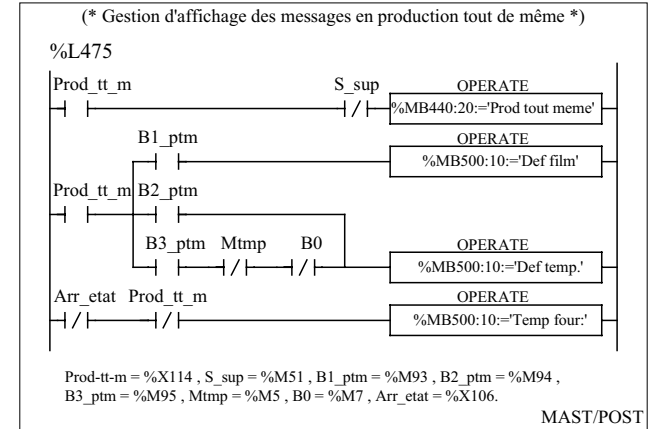 (* Gestion d'affichage des messages en production tout de même *)
%L475
Prod_tt_m S_sup OPERATE
%MB440:20:='Prod tout meme'
B1_ptm OPERATE
%MB500:10:='Def film'
Prod_tt_m B2_ptm
B3_ptm Mtmp B0 OPERATE
%MB500:10:='Def temp.'
Arr_etat Prod_tt_m OPERATE
%MB500:10:='Temp four:'
Prod-tt-m = %X114 , S_sup = %M51 , B1_ptm = %M93 , B2_ptm = %M94 ,
B3_ptm = %M95 , Mtmp = %M5 , B0 = %M7 , Arr_etat = %X106.
MAST/POST